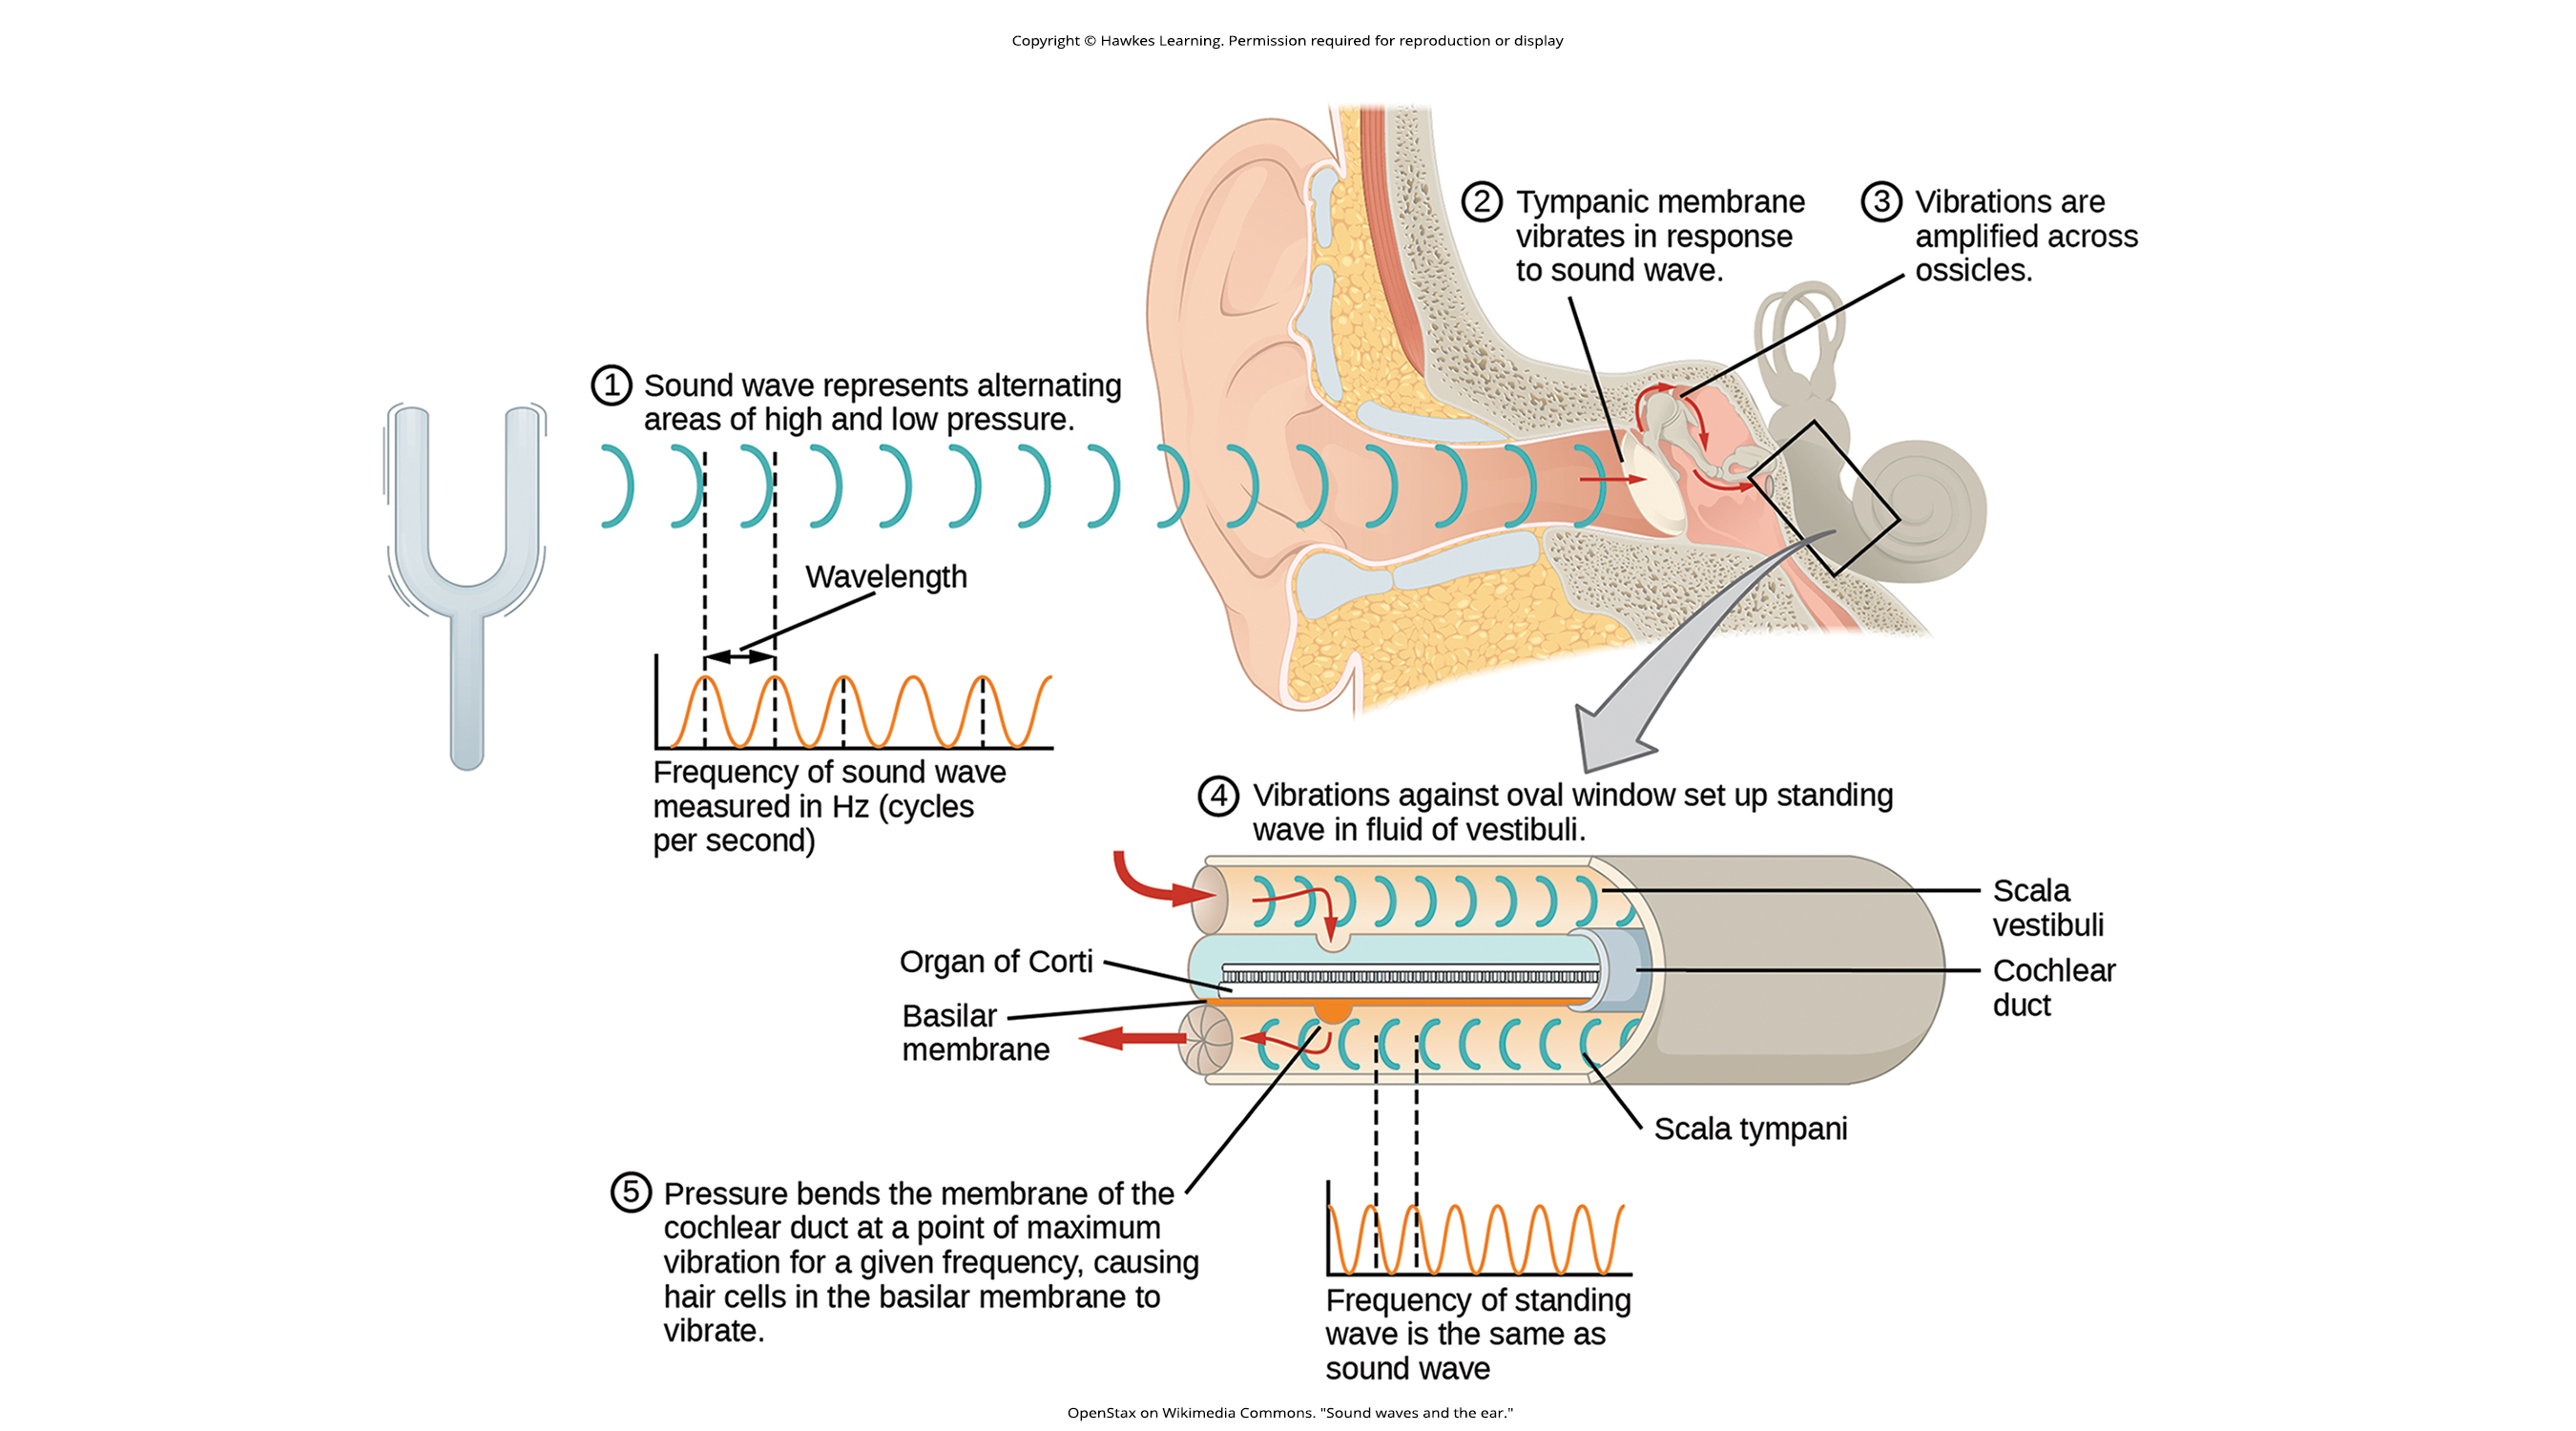 Copyright © Hawkes Learning. Permission required for reproduction or display
1 Sound wave represents alternating
areas of high and low pressure.
2 Tympanic membrane
vibrates in response
to sound wave.
3 Vibrations are
amplified across
ossicles.
Wavelength
Frequency of sound wave
measured in Hz (cycles
per second)
4 Vibrations against oval window set up standing
wave in fluid of vestibuli.
Scala
vestibuli
Organ of Corti
Cochlear
duct
Basilar
membrane
Scala tympani
5 Pressure bends the membrane of the
cochlear duct at a point of maximum
vibration for a given frequency, causing
hair cells in the basilar membrane to
vibrate.
Frequency of standing
wave is the same as
sound wave
OpenStax on Wikimedia Commons. "Sound waves and the ear."